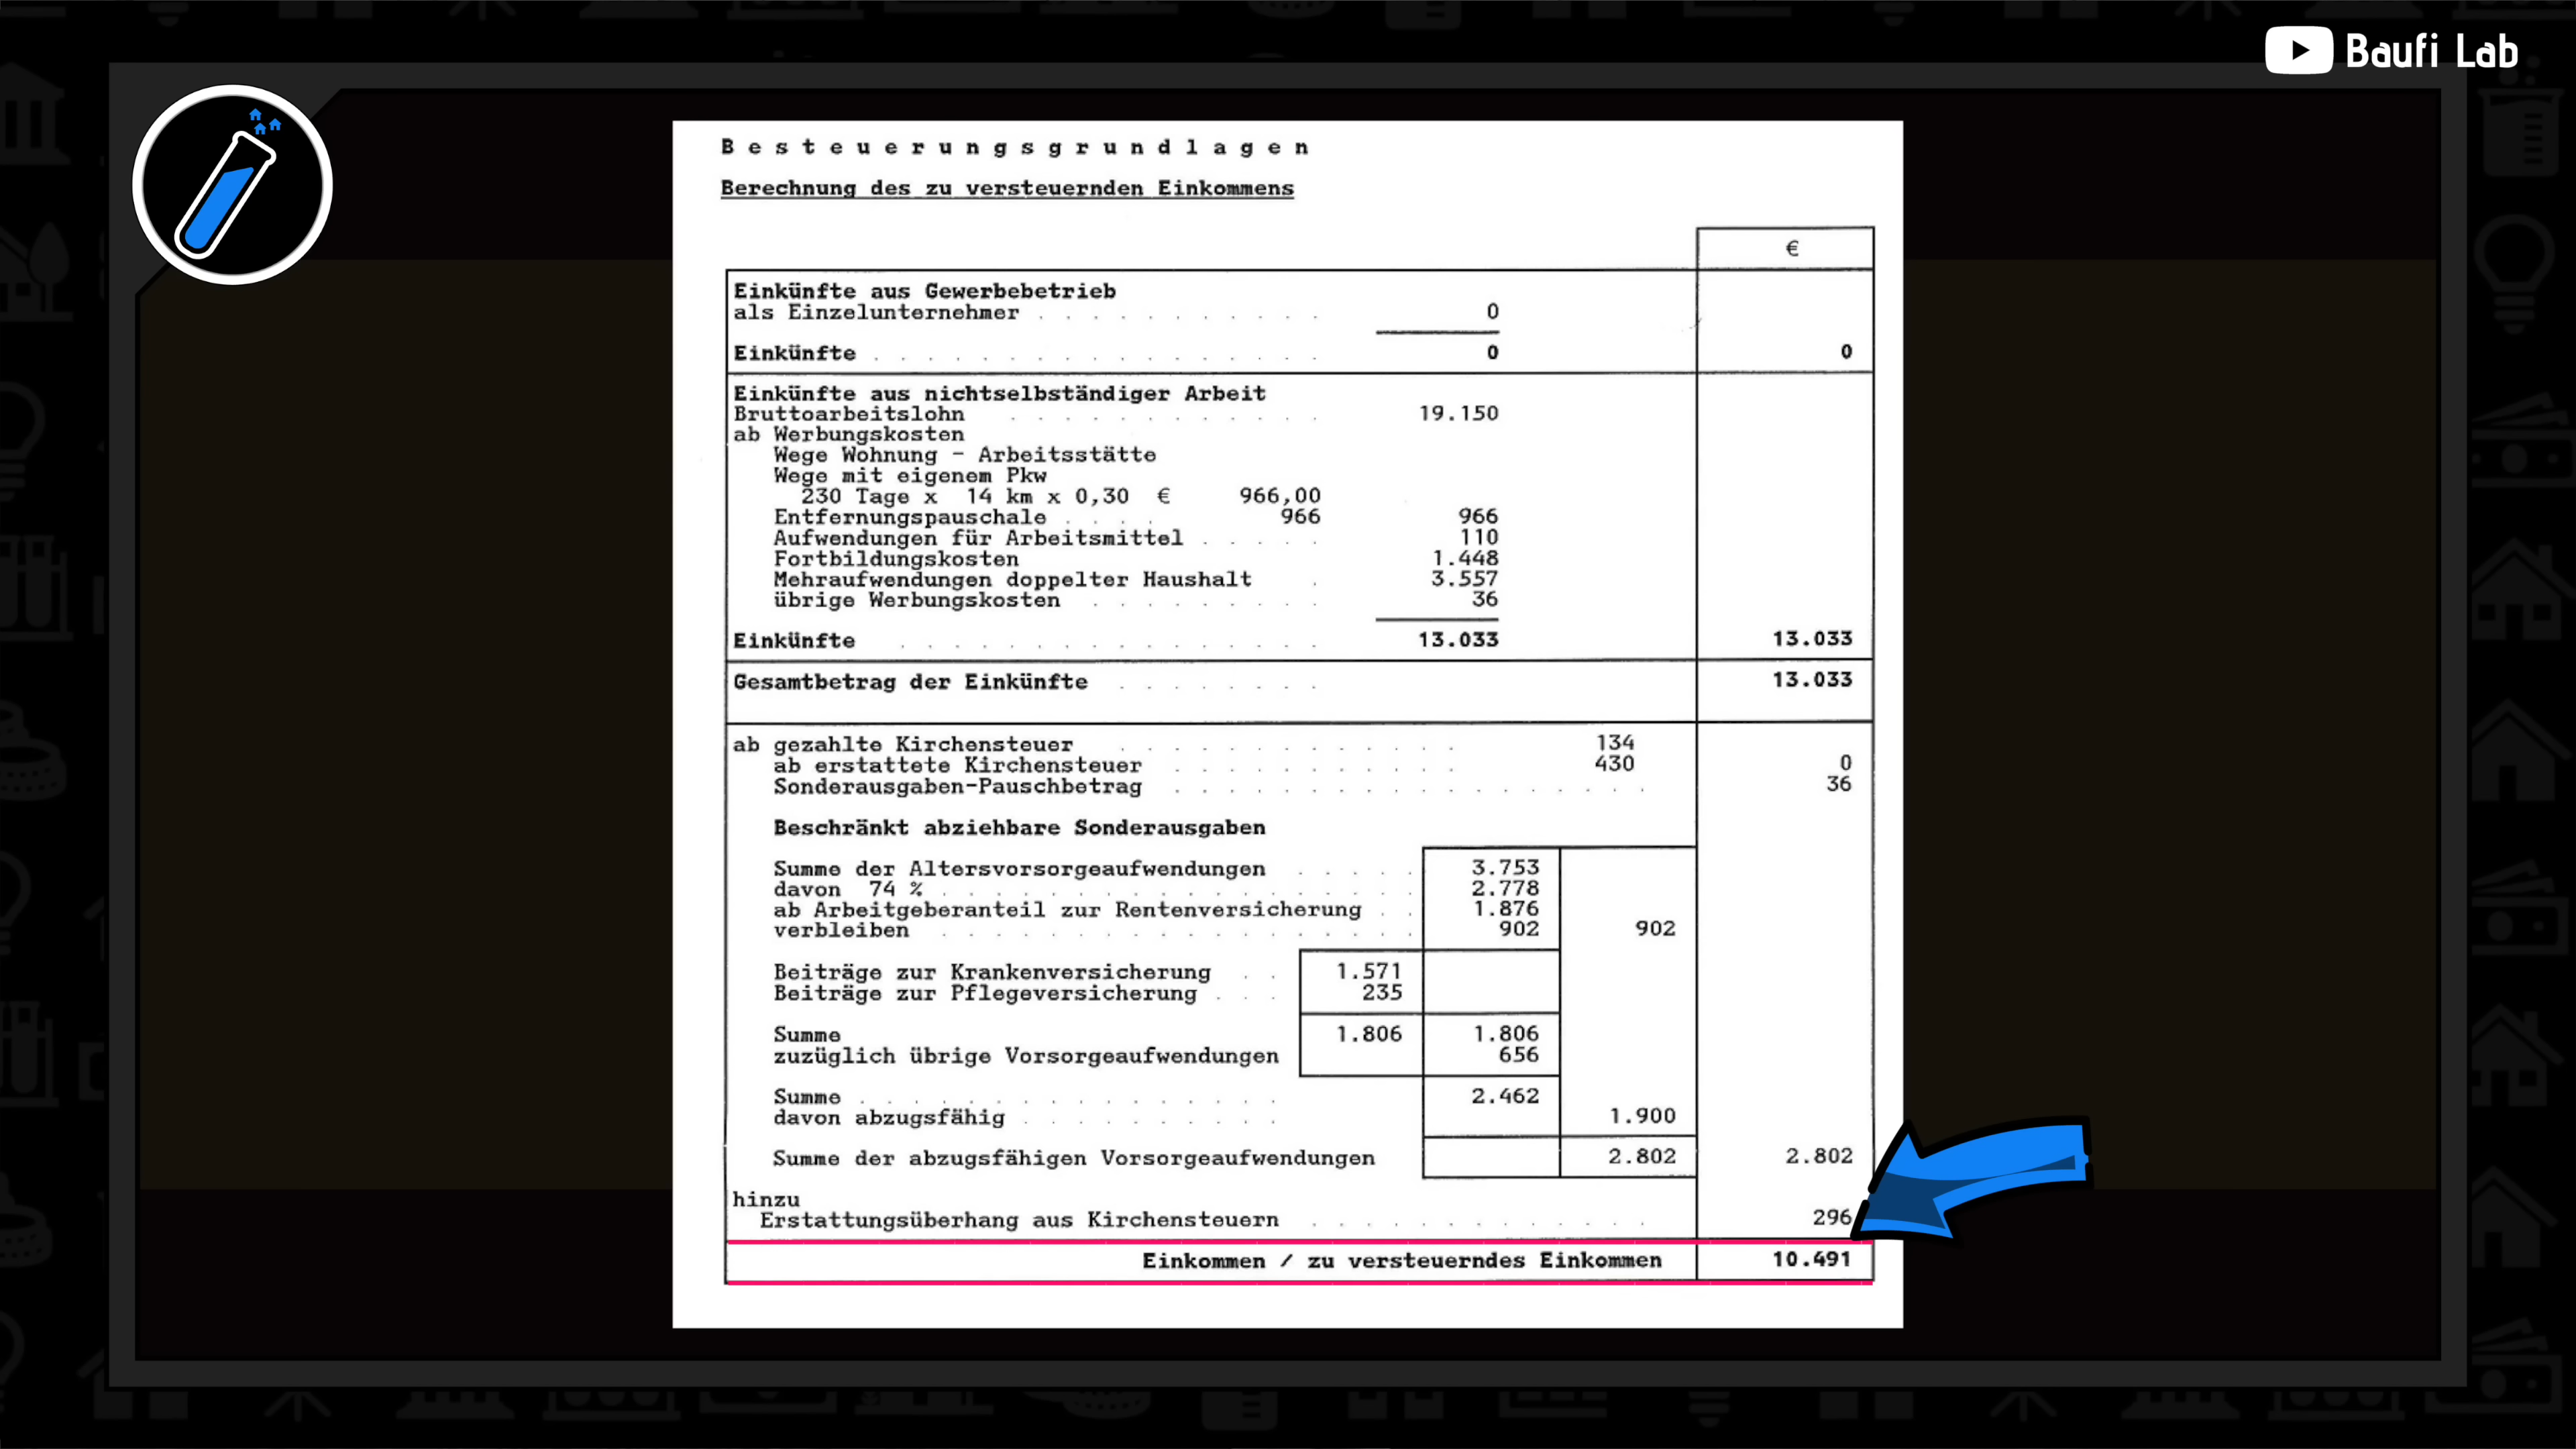 Baufi Lab
B e s t e u e r u n g s g r u n d l a g e n
Berechnung des zu versteuernden Einkommens
€
Einkünfte aus Gewerbebetrieb
als Einzelunternehmer . . . . . . . . . . . 0
Einkünfte . . . . . . . . . . . . . . . . . 0 0
Einkünfte aus nichtselbständiger Arbeit
Bruttoarbeitslohn . . . . . . . . . . . . 19.150
ab Werbungskosten
Wege Wohnung - Arbeitsstätte
Wege mit eigenem Pkw
230 Tage x 14 km x 0,30 € 966,00
Entfernungspauschale . . . . 966 966
Aufwendungen für Arbeitsmittel . . . . . 110
Fortbildungskosten 1.448
Mehraufwendungen doppelter Haushalt . 3.557
übrige Werbungskosten . . . . . . . . . 36
Einkünfte . . . . . . . . . . . . . . . . 13.033 13.033
Gesamtbetrag der Einkünfte . . . . . . . . 13.033
ab gezahlte Kirchensteuer . . . . . . . . . . . . . 134
ab erstattete Kirchensteuer . . . . . . . . . . . 430 0
Sonderausgaben-Pauschbetrag . . . . . . . . . . . . . . . . . . 36
Beschränkt abziehbare Sonderausgaben
Summe der Altersvorsorgeaufwendungen . . . . . 3.753
davon 74 % . . . . . . . . . . . . . . . . . . 2.778
ab Arbeitgeberanteil zur Rentenversicherung . . 1.876
verbleiben . . . . . . . . . . . . . . . . . . 902 902
Beiträge zur Krankenversicherung . . 1.571
Beiträge zur Pflegeversicherung . . . 235
Summe 1.806 1.806
zuzüglich übrige Vorsorgeaufwendungen 656
Summe . . . . . . . . . . . . . . . . 2.462
davon abzugsfähig . . . . . . . . . . 1.900
Summe der abzugsfähigen Vorsorgeaufwendungen 2.802 2.802
hinzu
Erstattungsüberhang aus Kirchensteuern . . . . . . . . . . . . . 296
Einkommen / zu versteuerndes Einkommen 10.491